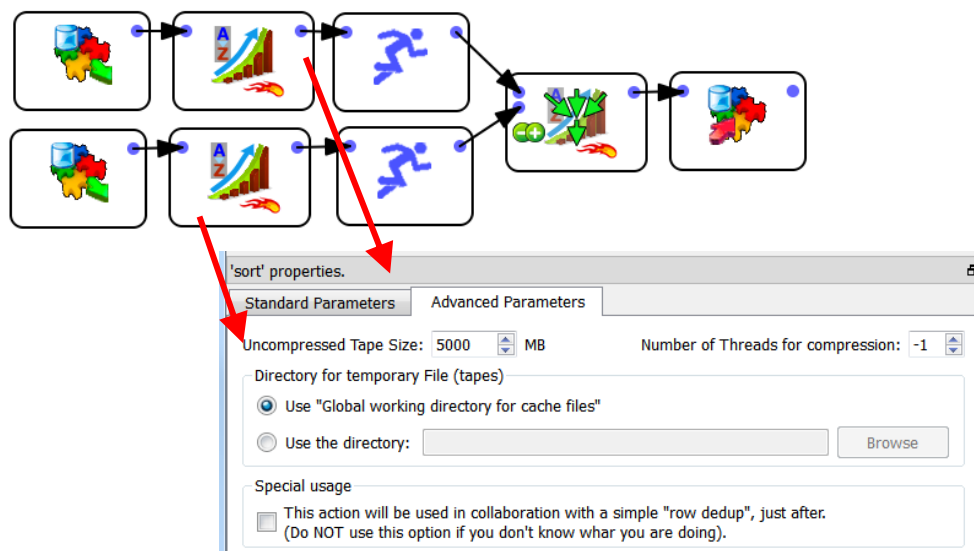 A
Z
A
Z
A
Z
'sort' properties.
Standard Parameters
Advanced Parameters
Uncompressed Tape Size: 5000 MB
Number of Threads for compression: -1
Directory for temporary File (tapes)
Use "Global working directory for cache files"
Use the directory:
Browse
Special usage
This action will be used in collaboration with a simple "row dedup", just after.
(Do NOT use this option if you don't know whar you are doing).